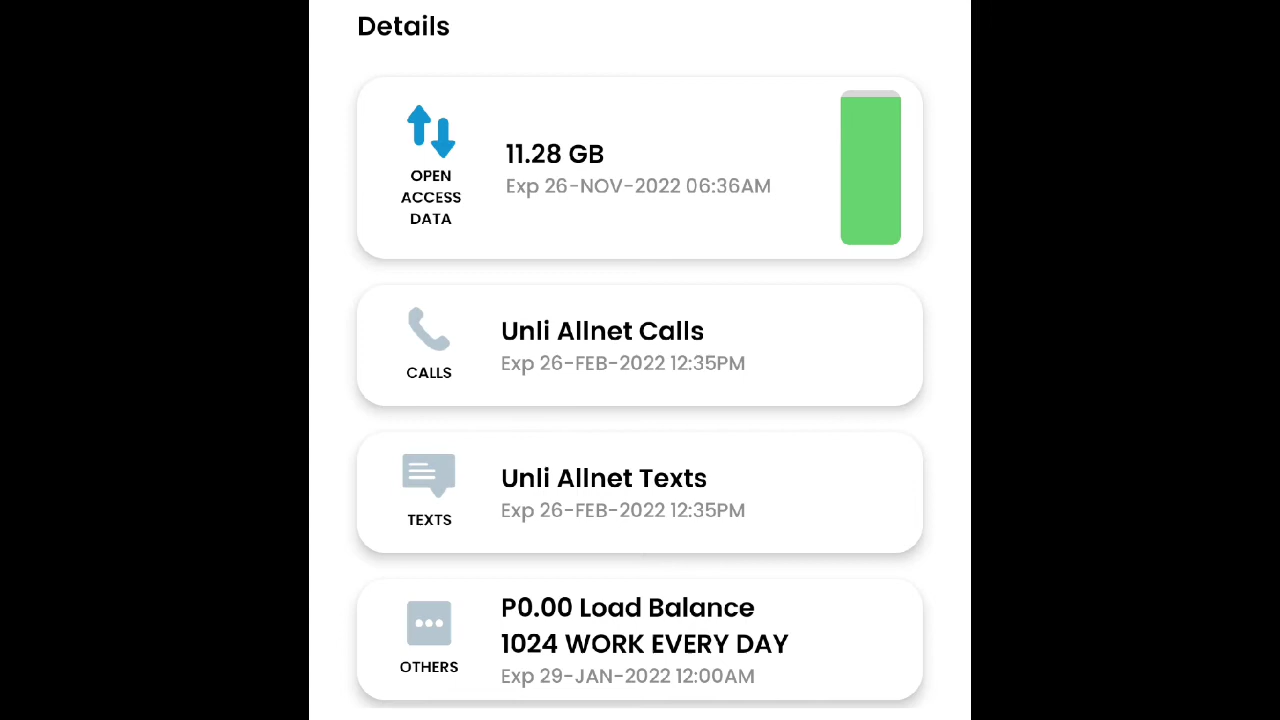 Details
OPEN
ACCESS
DATA
11.28 GB
Exp 26-NOV-2022 06:36AM
CALLS
Unli Allnet Calls
Exp 26-FEB-2022 12:35PM
TEXTS
Unli Allnet Texts
Exp 26-FEB-2022 12:35PM
OTHERS
P0.00 Load Balance
1024 WORK EVERY DAY
Exp 29-JAN-2022 12:00AM